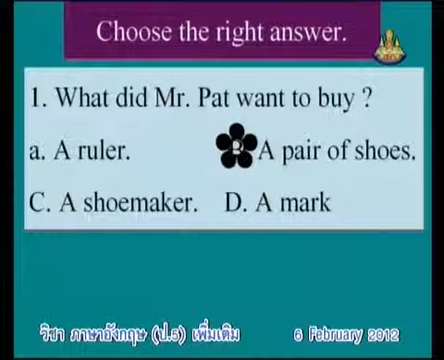 Choose the right answer.
1. What did Mr. Pat want to buy ?
a. A ruler. B A pair of shoes.
C. A shoemaker. D. A mark
วิชา ภาษาอังกฤษ (ป.5) เพิ่มเติม 6 February 2012